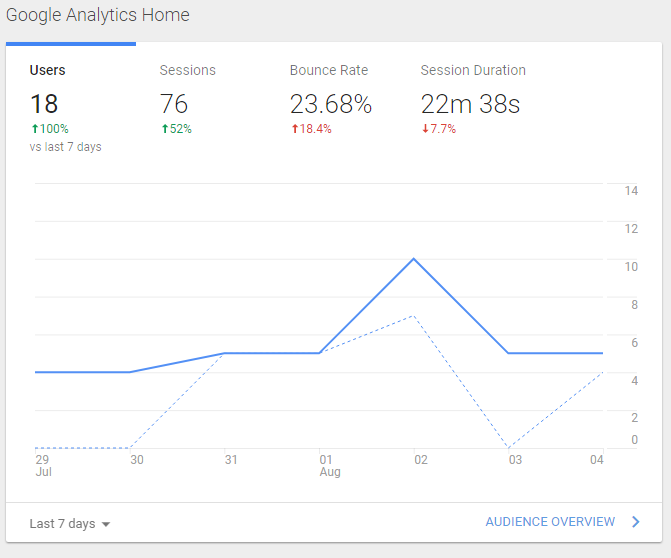 Google Analytics Home
Users Sessions Bounce Rate Session Duration
18 76 23.68% 22m 38s
↑100% ↑52% ↑18.4% ↓7.7%
vs last 7 days
14
12
10
8
6
4
2
0
29 30 31 01 02 03 04
Jul Aug
Last 7 days AUDIENCE OVERVIEW